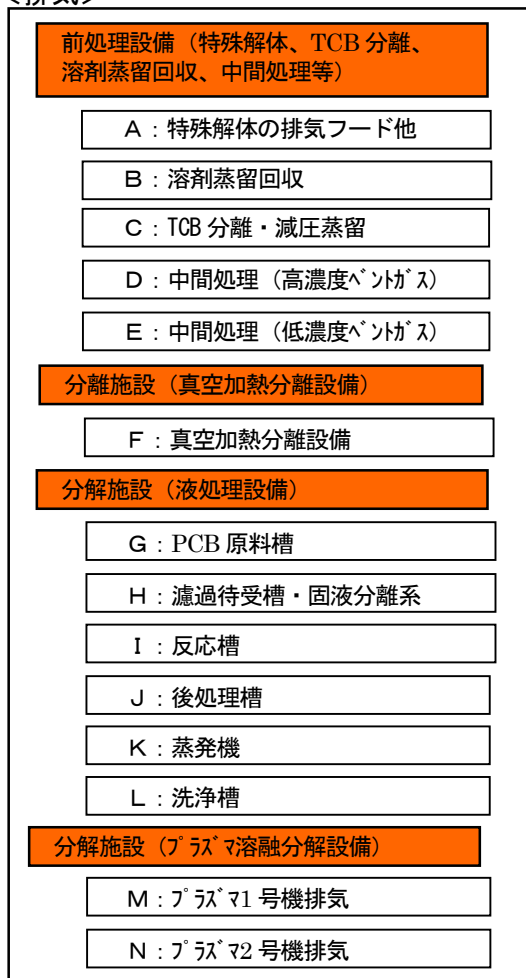 <排気>
前処理設備（特殊解体、TCB 分離、
溶剤蒸留回収、中間処理等）
Ａ：特殊解体の排気フード他
Ｂ：溶剤蒸留回収
Ｃ：TCB 分離・減圧蒸留
Ｄ：中間処理（高濃度ﾍﾞﾝﾄｶﾞｽ）
Ｅ：中間処理（低濃度ﾍﾞﾝﾄｶﾞｽ）
分離施設（真空加熱分離設備）
Ｆ：真空加熱分離設備
分解施設（液処理設備）
Ｇ：PCB 原料槽
Ｈ：濾過待受槽・固液分離系
Ｉ：反応槽
Ｊ：後処理槽
Ｋ：蒸発機
Ｌ：洗浄槽
分解施設（ﾌﾟﾗｽﾞﾏ溶融分解設備）
Ｍ：ﾌﾟﾗｽﾞﾏ1 号機排気
Ｎ：ﾌﾟﾗｽﾞﾏ2 号機排気